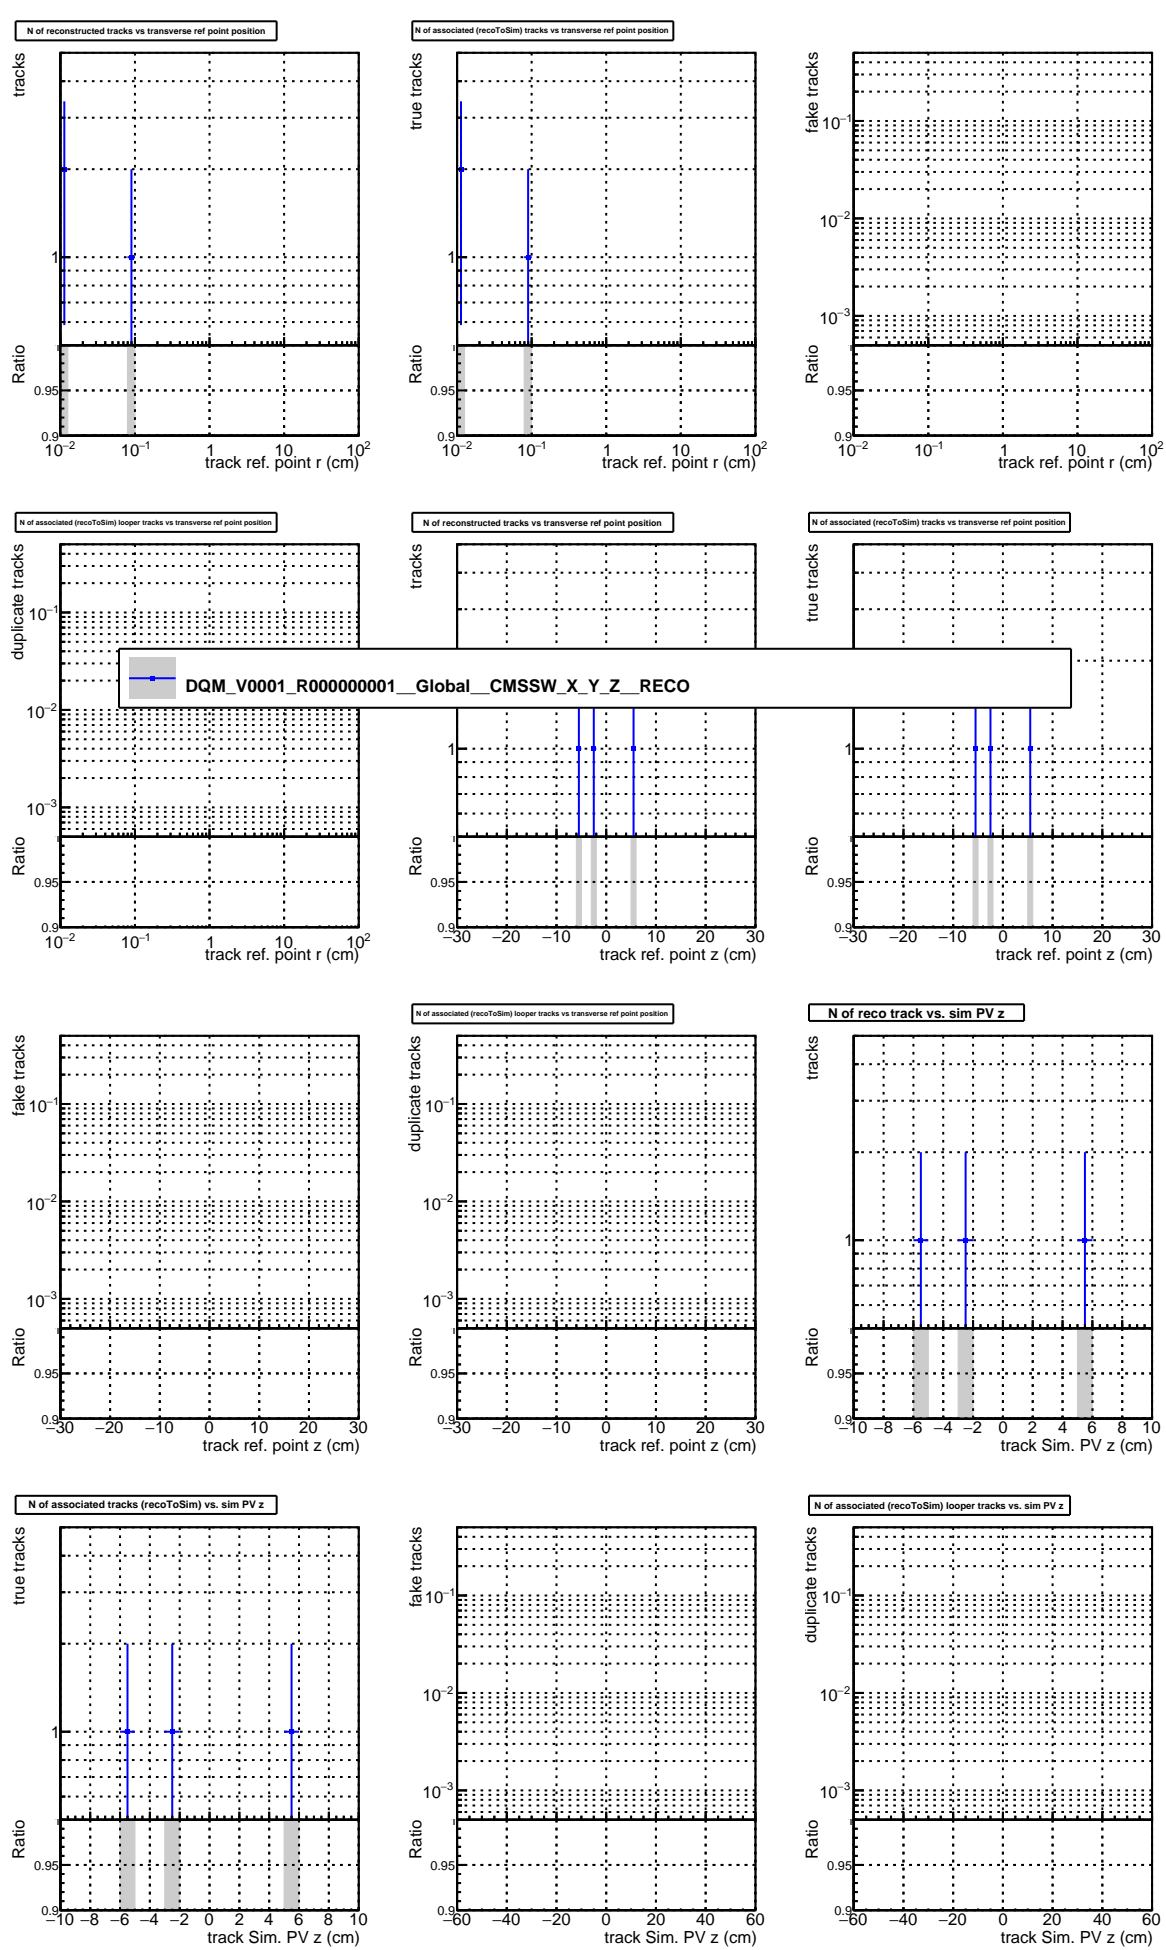 N of reconstructed tracks vs transverse ref point position
tracks
1
Ratio
0.95
0.9
10−2 10−1 1 10 102
track ref. point r (cm)
N of associated (recoToSim) tracks vs transverse ref point position
true tracks
1
Ratio
0.95
0.9
10−2 10−1 1 10 102
track ref. point r (cm)
fake tracks
10−1
10−2
10−3
Ratio
0.95
0.9
10−2 10−1 1 10 102
track ref. point r (cm)
N of associated (recoToSim) looper tracks vs transverse ref point position
duplicate tracks
10−1
10−2
10−3
Ratio
0.95
0.9
10−2 10−1 1 10 102
track ref. point r (cm)
N of reconstructed tracks vs transverse ref point position
tracks
1
Ratio
0.95
0.9
−30 −20 −10 0 10 20 30
track ref. point z (cm)
N of associated (recoToSim) tracks vs transverse ref point position
true tracks
1
Ratio
0.95
0.9
−30 −20 −10 0 10 20 30
track ref. point z (cm)
DQM_V0001_R000000001__Global__CMSSW_X_Y_Z__RECO
fake tracks
10−1
10−2
10−3
Ratio
0.95
0.9
−30 −20 −10 0 10 20 30
track ref. point z (cm)
N of associated (recoToSim) looper tracks vs transverse ref point position
duplicate tracks
10−1
10−2
10−3
Ratio
0.95
0.9
−30 −20 −10 0 10 20 30
track ref. point z (cm)
N of reco track vs. sim PV z
tracks
1
Ratio
0.95
0.9
−10 −8 −6 −4 −2 0 2 4 6 8 10
track Sim. PV z (cm)
N of associated tracks (recoToSim) vs. sim PV z
true tracks
1
Ratio
0.95
0.9
−10 −8 −6 −4 −2 0 2 4 6 8 10
track Sim. PV z (cm)
fake tracks
10−1
10−2
10−3
Ratio
0.95
0.9
−60 −40 −20 0 20 40 60
track Sim. PV z (cm)
N of associated (recoToSim) looper tracks vs. sim PV z
duplicate tracks
10−1
10−2
10−3
Ratio
0.95
0.9
−60 −40 −20 0 20 40 60
track Sim. PV z (cm)